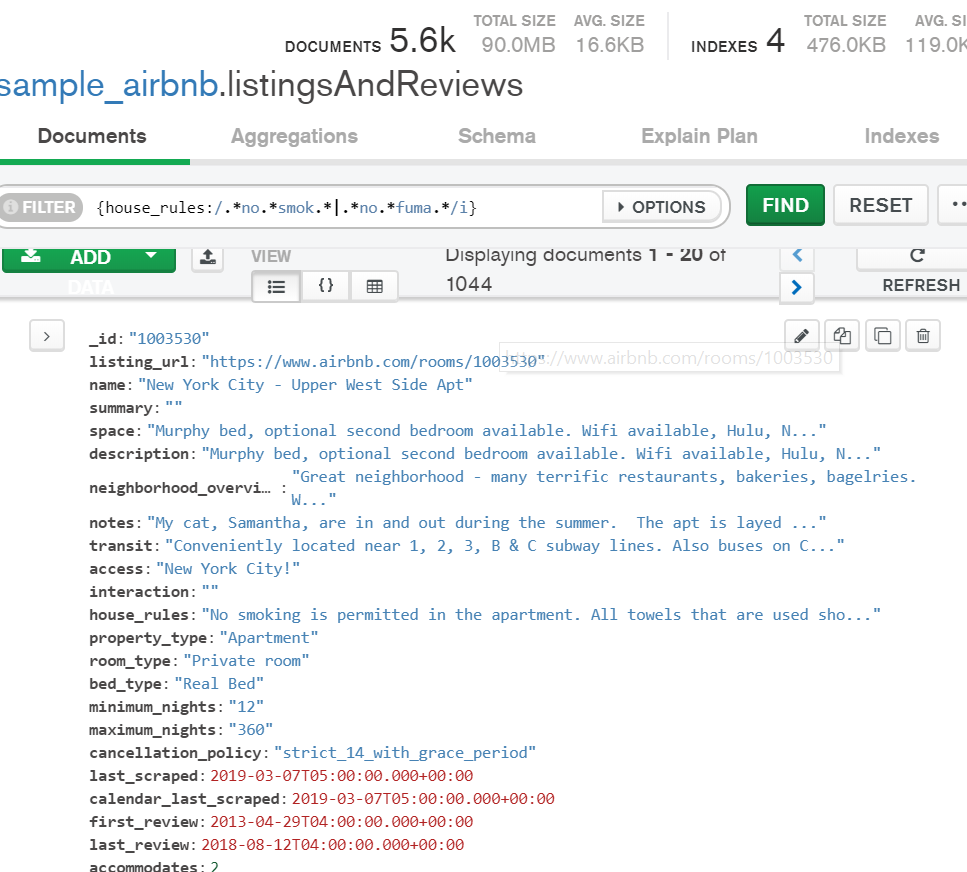 TOTAL SIZE AVG. SIZE TOTAL SIZE AVG. SI
DOCUMENTS 5.6k 90.0MB 16.6KB INDEXES 4 476.0KB 119.0K
sample_airbnb.listingsAndReviews
Documents Aggregations Schema Explain Plan Indexes
FILTER {house_rules:/.*no.*smok.*|.*no.*fuma.*/i} OPTIONS FIND RESET
ADD DATA VIEW Displaying documents 1 - 20 of 1044 REFRESH
{}
_id: "1003530"
listing_url: "https://www.airbnb.com/rooms/1003530"
https://www.airbnb.com/rooms/1003530
name: "New York City - Upper West Side Apt"
summary: ""
space: "Murphy bed, optional second bedroom available. Wifi available, Hulu, N..."
description: "Murphy bed, optional second bedroom available. Wifi available, Hulu, N..."
neighborhood_overvi… : "Great neighborhood - many terrific restaurants, bakeries, bagelries.
W..."
notes: "My cat, Samantha, are in and out during the summer.  The apt is layed ..."
transit: "Conveniently located near 1, 2, 3, B & C subway lines. Also buses on C..."
access: "New York City!"
interaction: ""
house_rules: "No smoking is permitted in the apartment. All towels that are used sho..."
property_type: "Apartment"
room_type: "Private room"
bed_type: "Real Bed"
minimum_nights: "12"
maximum_nights: "360"
cancellation_policy: "strict_14_with_grace_period"
last_scraped: 2019-03-07T05:00:00.000+00:00
calendar_last_scraped: 2019-03-07T05:00:00.000+00:00
first_review: 2013-04-29T04:00:00.000+00:00
last_review: 2018-08-12T04:00:00.000+00:00
accommodates: 2